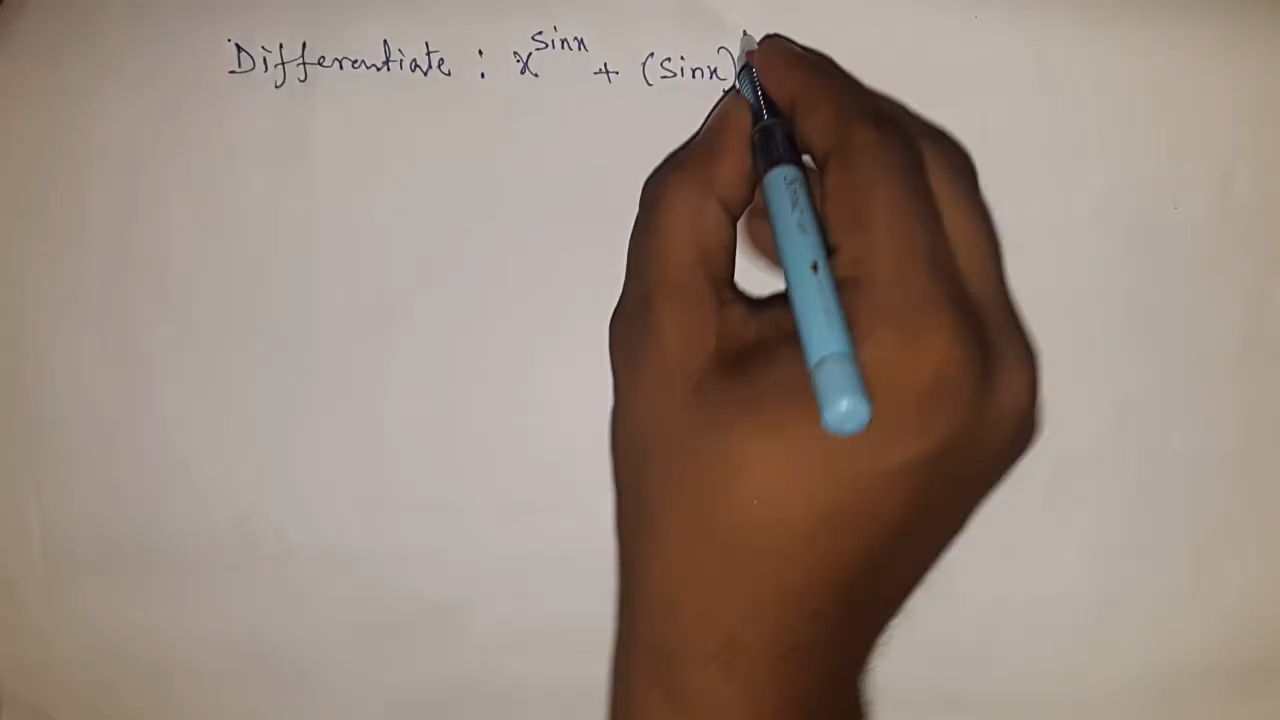 Differentiate : x^sinx + (sinx)